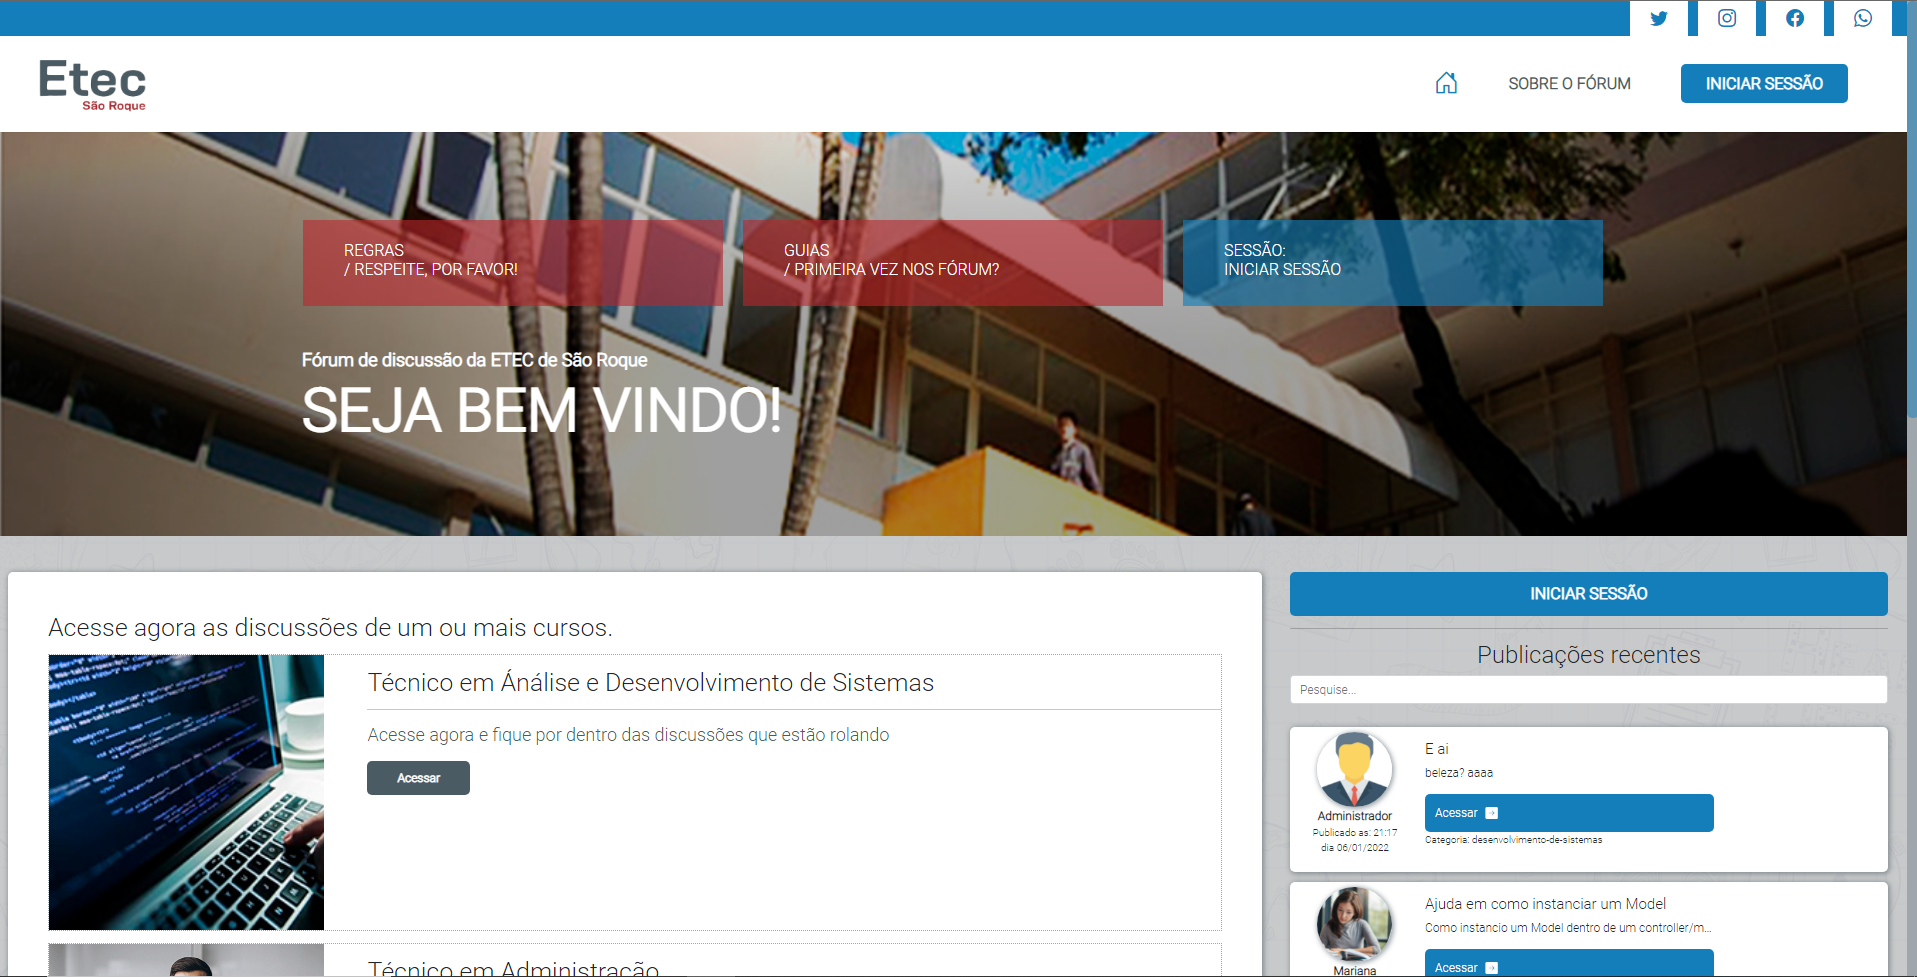 Etec
São Roque
SOBRE O FÓRUM
INICIAR SESSÃO
REGRAS
/ RESPEITE, POR FAVOR!
GUIAS
/ PRIMEIRA VEZ NOS FÓRUM?
SESSÃO:
INICIAR SESSÃO
Fórum de discussão da ETEC de São Roque
SEJA BEM VINDO!
Acesse agora as discussões de um ou mais cursos.
Técnico em Ánálise e Desenvolvimento de Sistemas
Acesse agora e fique por dentro das discussões que estão rolando
Acessar
Técnico em Administração
INICIAR SESSÃO
Publicações recentes
Pesquise...
E ai
beleza? aaaa
Acessar
Categoria: desenvolvimento-de-sistemas
Administrador
Publicado as: 21:17
dia 06/01/2022
Ajuda em como instanciar um Model
Como instancio um Model dentro de um controller/m...
Acessar
Mariana